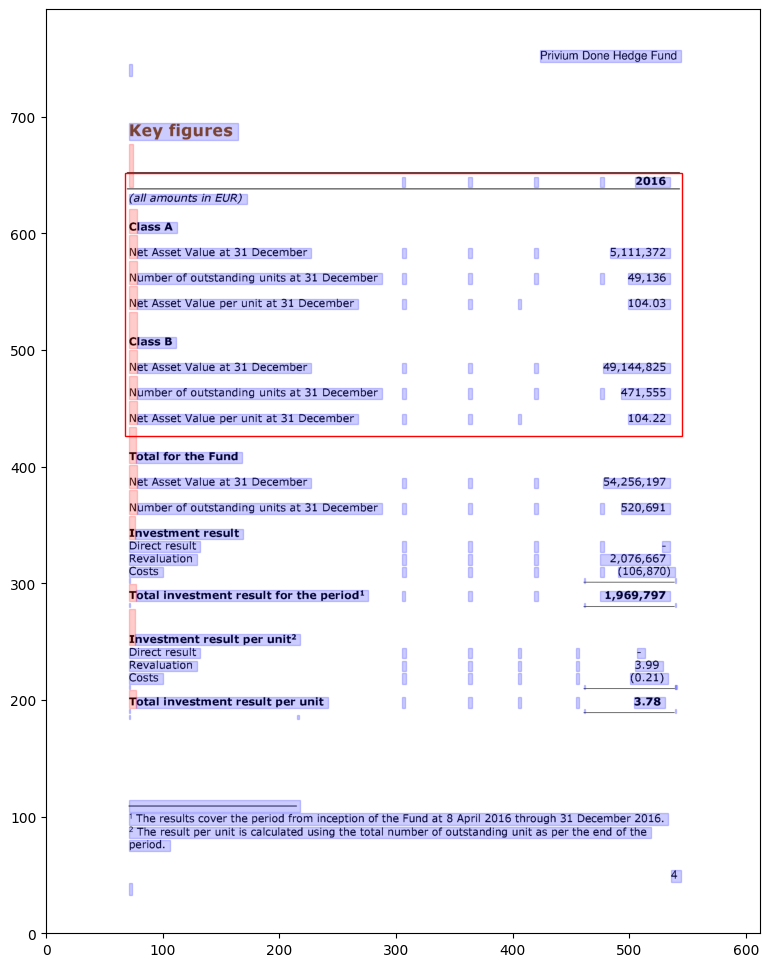 Privium Done Hedge Fund
700
Key figures
2016
(all amounts in EUR)
600
Class A
Net Asset Value at 31 December 5,111,372
Number of outstanding units at 31 December 49,136
Net Asset Value per unit at 31 December 104.03
500
Class B
Net Asset Value at 31 December 49,144,825
Number of outstanding units at 31 December 471,555
Net Asset Value per unit at 31 December 104.22
400
Total for the Fund
Net Asset Value at 31 December 54,256,197
Number of outstanding units at 31 December 520,691
Investment result
Direct result -
Revaluation 2,076,667
300
Costs (106,870)
Total investment result for the period¹ 1,969,797
Investment result per unit²
Direct result -
Revaluation 3.99
Costs (0.21)
200
Total investment result per unit 3.78
100
¹ The results cover the period from inception of the Fund at 8 April 2016 through 31 December 2016.
² The result per unit is calculated using the total number of outstanding unit as per the end of the
period.
4
0
0 100 200 300 400 500 600